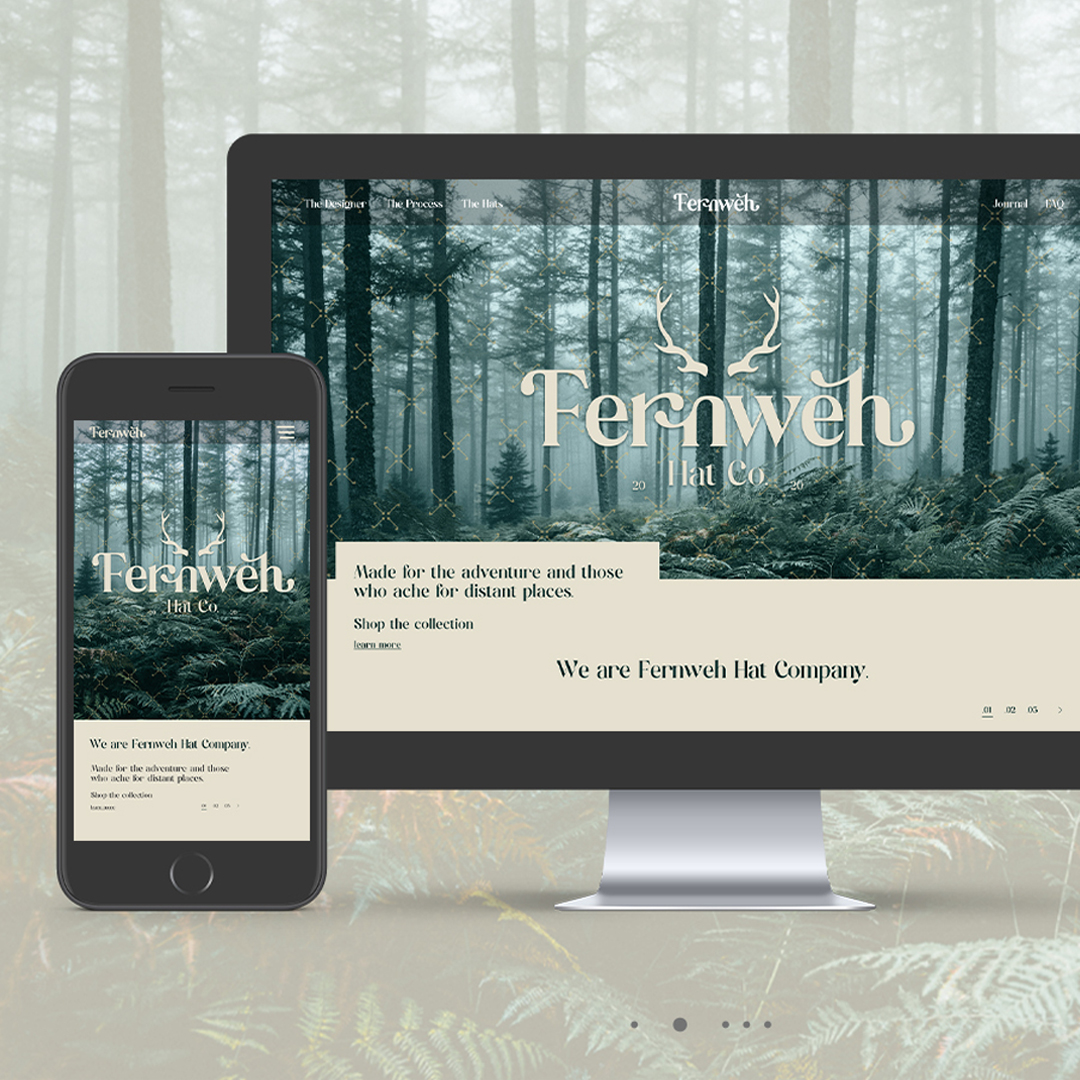 The Designer The Process The Hats Fernweh Journal FAQ
Fernweh
20 Hat Co. 20
Made for the adventure and those
who ache for distant places.
Shop the collection
learn more
We are Fernweh Hat Company.
.01 .02 .03
Fernweh
Fernweh
Hat Co.
We are Fernweh Hat Company.
Made for the adventure and those
who ache for distant places.
Shop the collection
learn more
.01 .02 .03